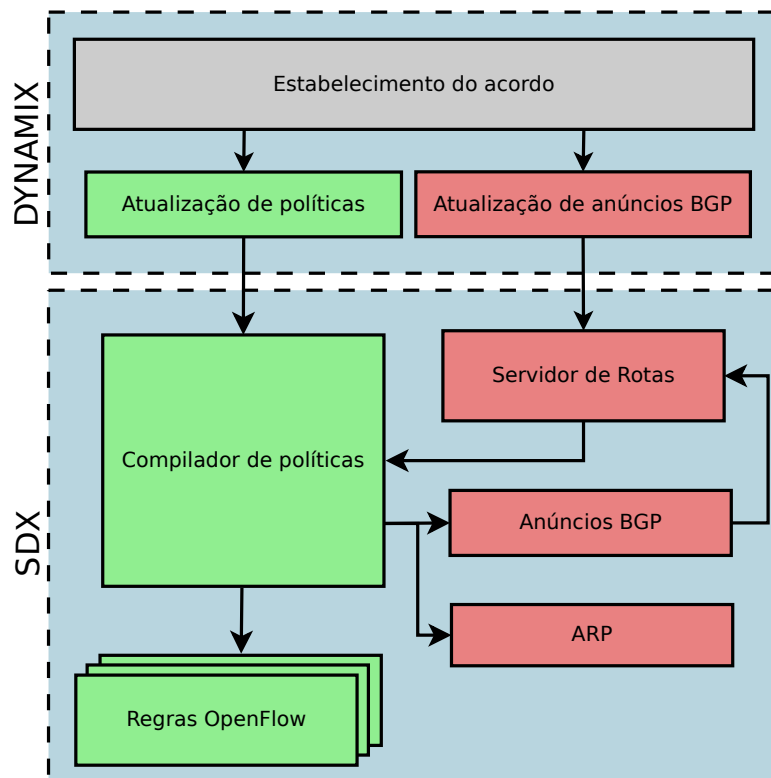 DYNAMIX
Estabelecimento do acordo
Atualização de políticas
Atualização de anúncios BGP
SDX
Servidor de Rotas
Compilador de políticas
Anúncios BGP
ARP
Regras OpenFlow